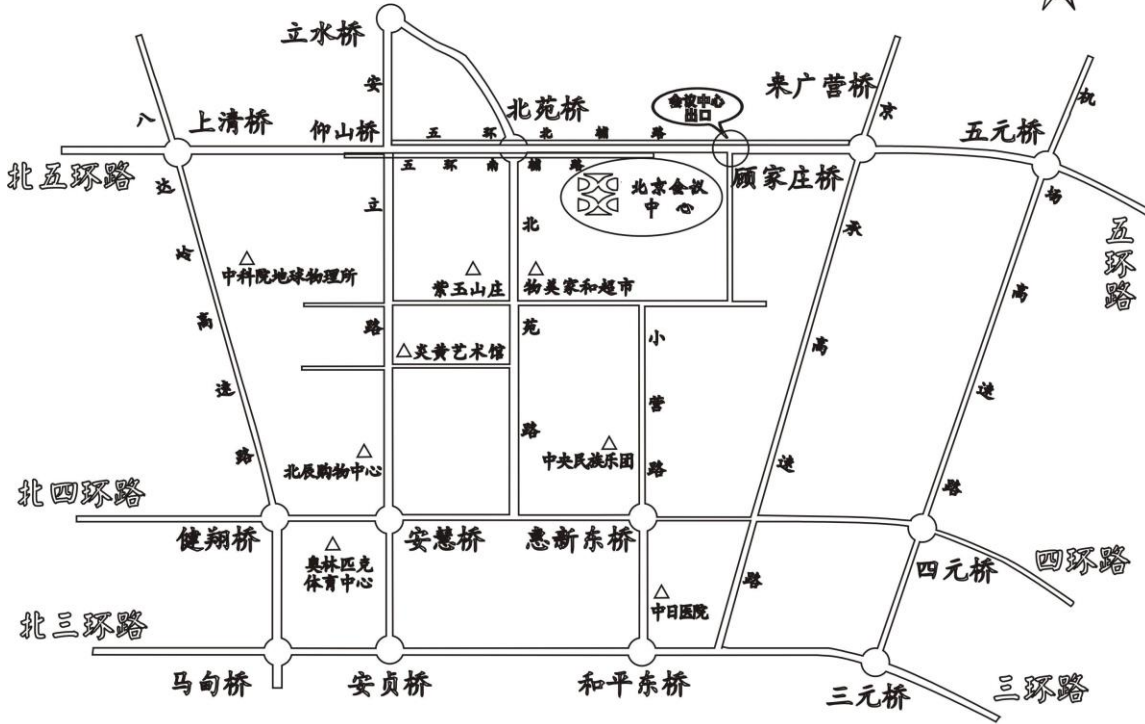 立水桥
安立路
北苑桥
会议中心
出口
来广营桥
京承高速路
机场高速路
八达岭高速路
上清桥
仰山桥
五环北辅路
五元桥
北五环路
五环南辅路
顾家庄桥
北京会议
中心
北苑路
五环路
中科院地球物理所
紫玉山庄
物美家和超市
炎黄艺术馆
小营路
北辰购物中心
中央民族乐团
北四环路
健翔桥
安慧桥
惠新东桥
奥林匹克
体育中心
四元桥
四环路
中日医院
北三环路
马甸桥
安贞桥
和平东桥
三元桥
三环路